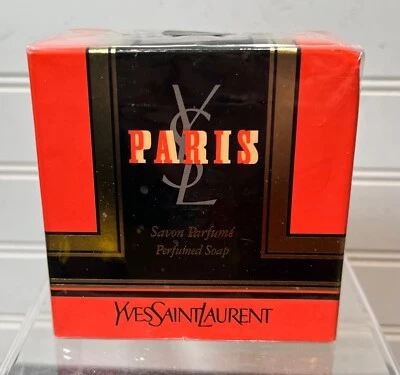 YSL
PARIS
Savon Parfumé
Perfumed Soap
YVESSAINTLAURENT